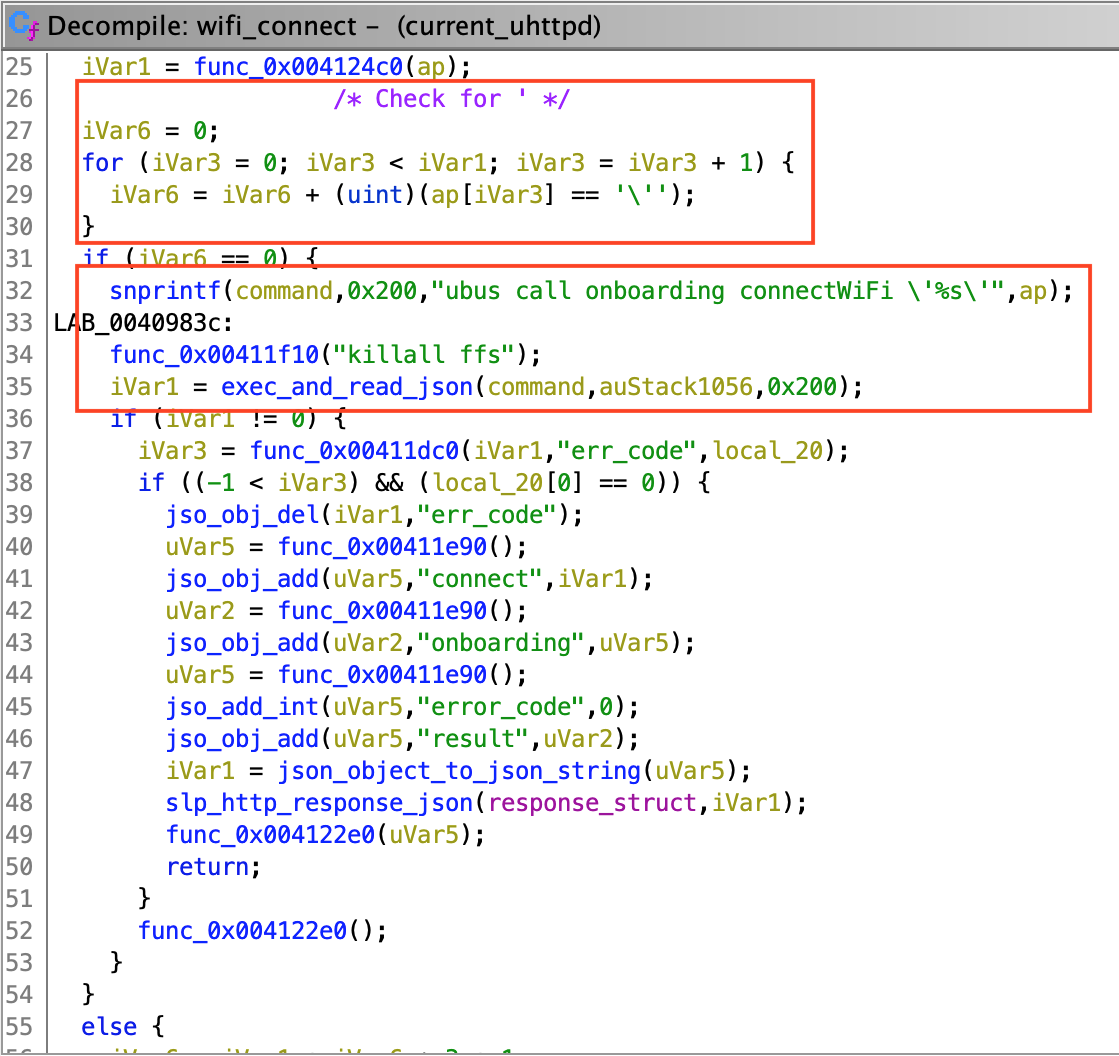 Decompile: wifi_connect – (current_uhttpd)
25 iVar1 = func_0x004124c0(ap);
26 /* Check for ' */
27 iVar6 = 0;
28 for (iVar3 = 0; iVar3 < iVar1; iVar3 = iVar3 + 1) {
29 iVar6 = iVar6 + (uint)(ap[iVar3] == '\'');
30 }
31 if (iVar6 == 0) {
32 snprintf(command,0x200,"ubus call onboarding connectWiFi \'%s\'",ap);
33 LAB_0040983c:
34 func_0x00411f10("killall ffs");
35 iVar1 = exec_and_read_json(command,auStack1056,0x200);
36 if (iVar1 != 0) {
37 iVar3 = func_0x00411dc0(iVar1,"err_code",local_20);
38 if ((-1 < iVar3) && (local_20[0] == 0)) {
39 jso_obj_del(iVar1,"err_code");
40 uVar5 = func_0x00411e90();
41 jso_obj_add(uVar5,"connect",iVar1);
42 uVar2 = func_0x00411e90();
43 jso_obj_add(uVar2,"onboarding",uVar5);
44 uVar5 = func_0x00411e90();
45 jso_add_int(uVar5,"error_code",0);
46 jso_obj_add(uVar5,"result",uVar2);
47 iVar1 = json_object_to_json_string(uVar5);
48 slp_http_response_json(response_struct,iVar1);
49 func_0x004122e0(uVar5);
50 return;
51 }
52 func_0x004122e0();
53 }
54 }
55 else {